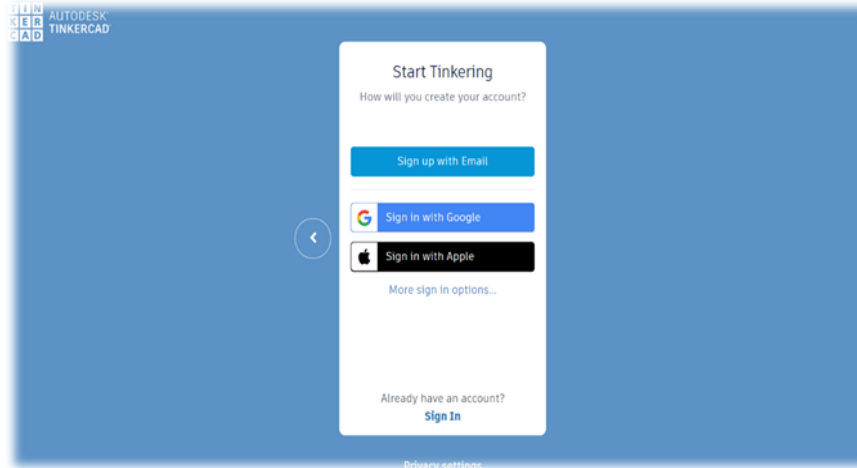 TIN
KER
CAD
AUTODESK
TINKERCAD
Start Tinkering
How will you create your account?
Sign up with Email
Sign in with Google
Sign in with Apple
More sign in options...
Already have an account?
Sign In
Privacy settings